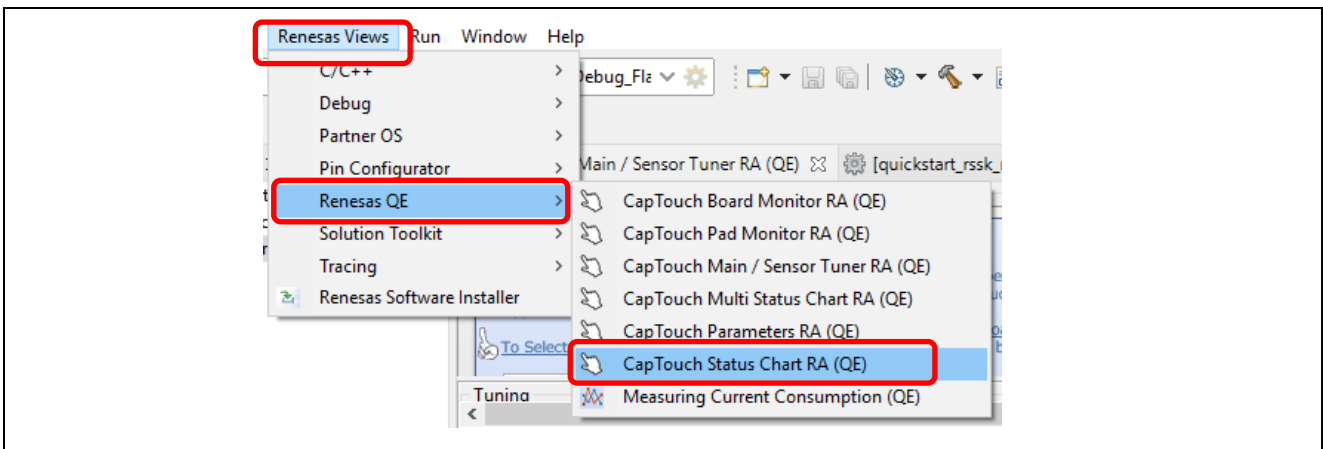 Renesas Views Run Window Help
C/C++
Debug
Partner OS
Pin Configurator
Renesas QE
Solution Toolkit
Tracing
Renesas Software Installer
Debug_Fla
Main / Sensor Tuner RA (QE)
[quickstart_rssk_
CapTouch Board Monitor RA (QE)
CapTouch Pad Monitor RA (QE)
CapTouch Main / Sensor Tuner RA (QE)
CapTouch Multi Status Chart RA (QE)
CapTouch Parameters RA (QE)
CapTouch Status Chart RA (QE)
Measuring Current Consumption (QE)
To Select
Tuning